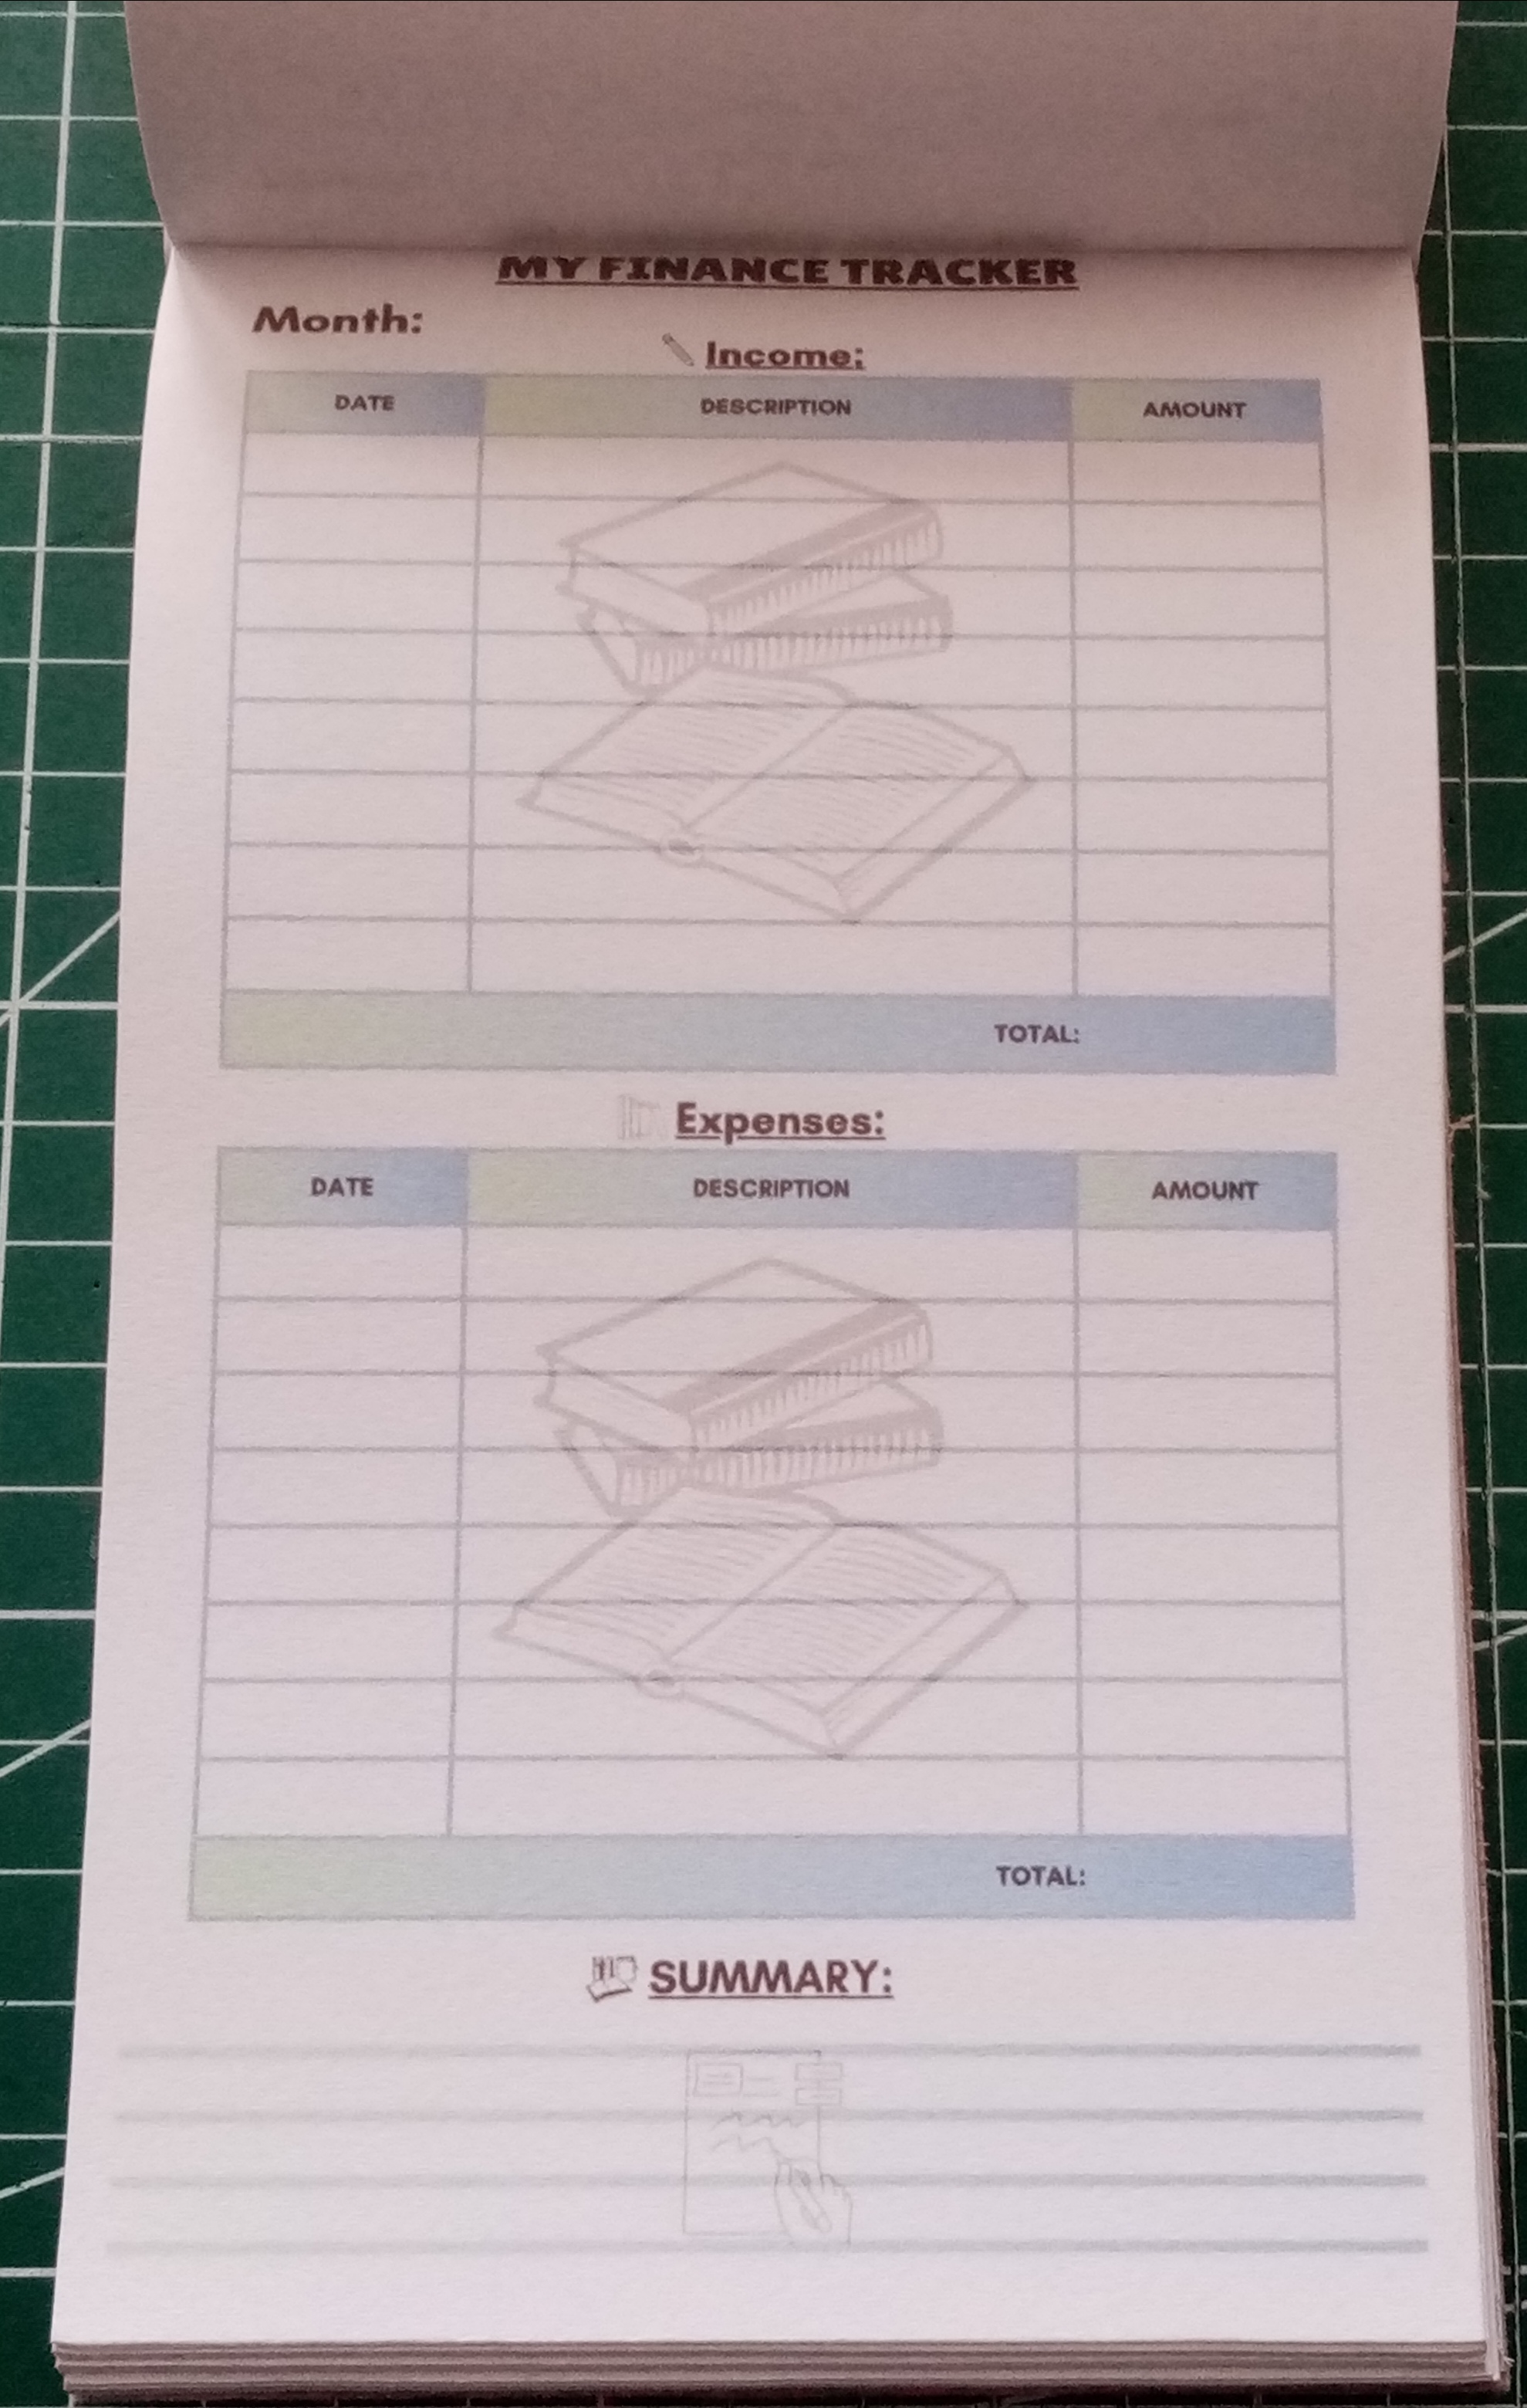 MY FINANCE TRACKER
Month:
Income:
DATE DESCRIPTION AMOUNT
TOTAL:
Expenses:
DATE DESCRIPTION AMOUNT
TOTAL:
SUMMARY: